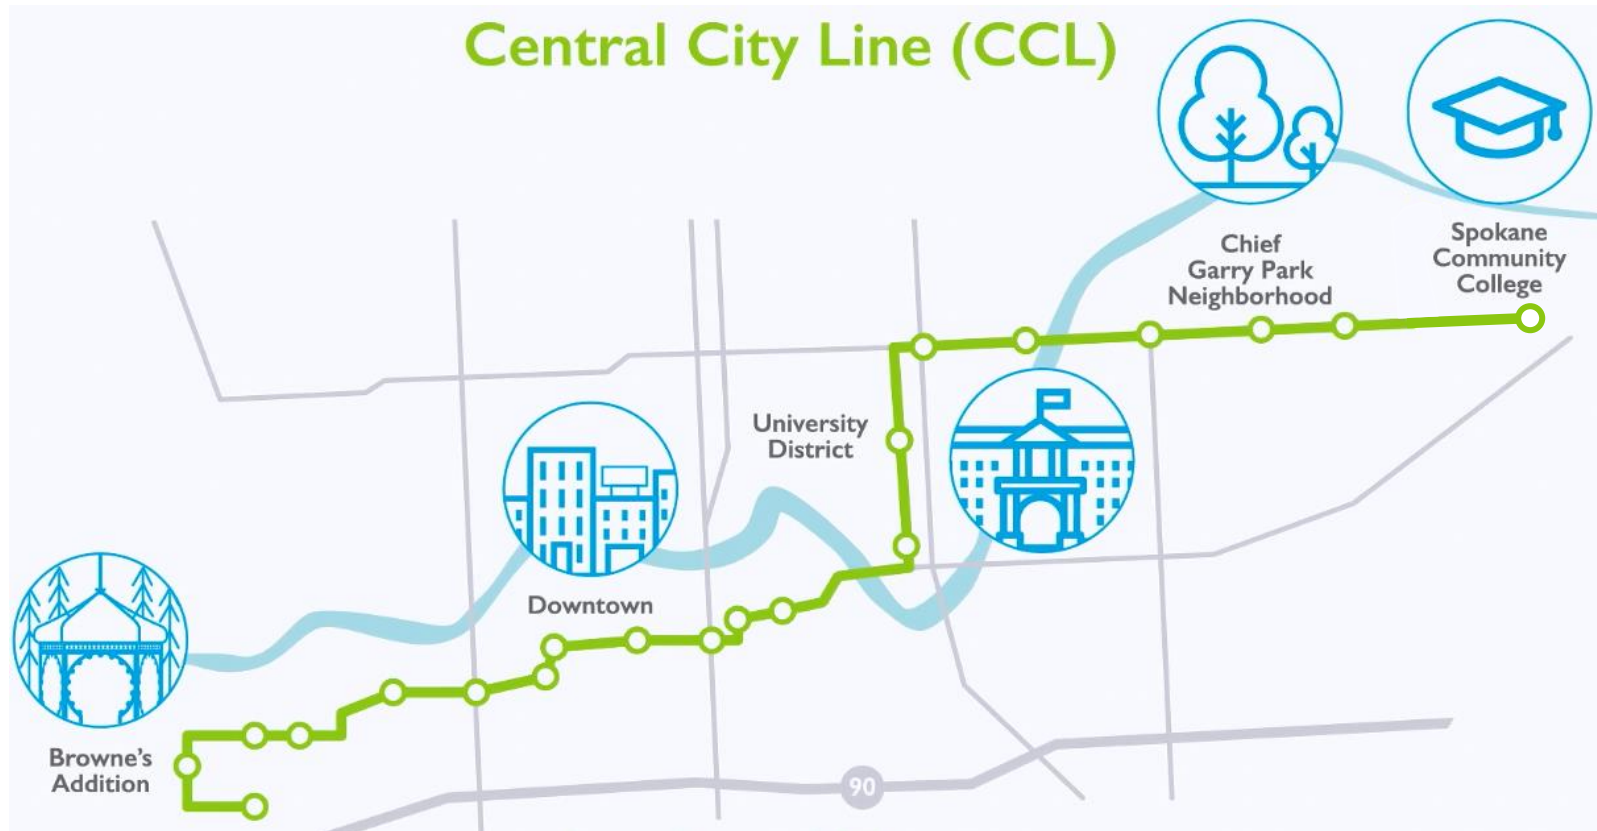 Central City Line (CCL)
Chief
Garry Park
Neighborhood
Spokane
Community
College
University
District
Downtown
Browne's
Addition
90